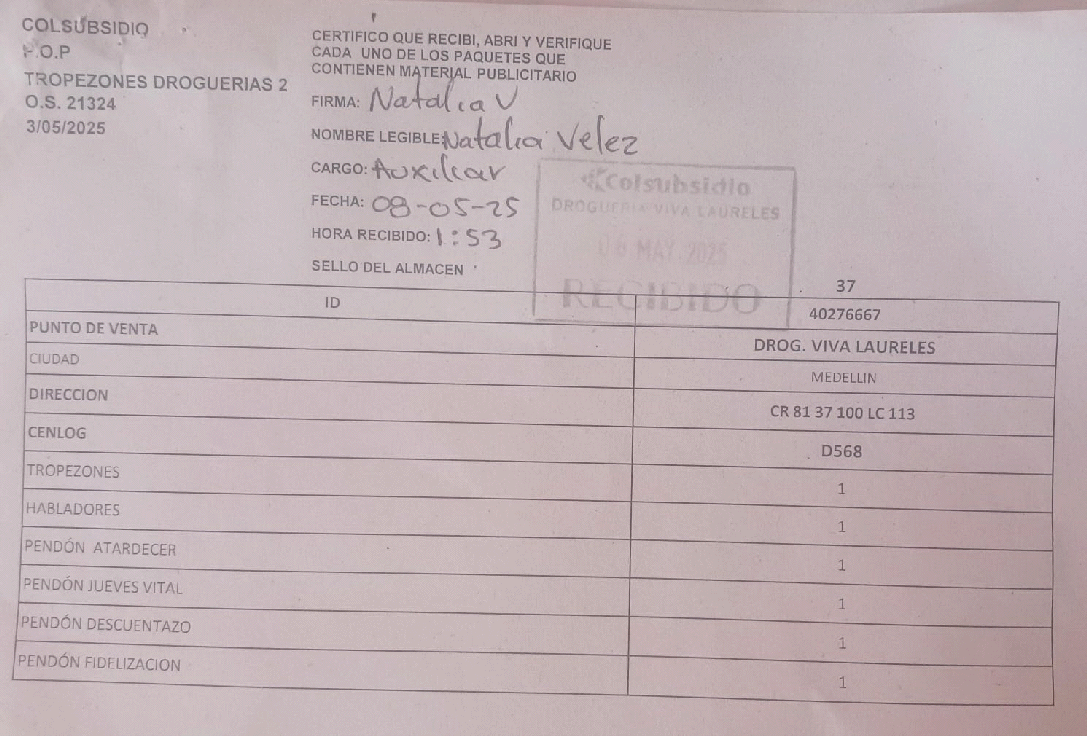 COLSUBSIDIO
P.O.P
TROPEZONES DROGUERIAS 2
O.S. 21324
3/05/2025
CERTIFICO QUE RECIBI, ABRI Y VERIFIQUE
CADA UNO DE LOS PAQUETES QUE
CONTIENEN MATERIAL PUBLICITARIO
FIRMA: Natalia V
NOMBRE LEGIBLE: Natalia Velez
CARGO: Auxiliar
FECHA: 08-05-25
HORA RECIBIDO: 1:53
SELLO DEL ALMACEN
Colsubsidio
DROGUERIA VIVA LAURELES
MAY 2025
RECIBIDO
37
ID 40276667
PUNTO DE VENTA DROG. VIVA LAURELES
CIUDAD MEDELLIN
DIRECCION CR 81 37 100 LC 113
CENLOG D568
TROPEZONES 1
HABLADORES 1
PENDÓN ATARDECER 1
PENDÓN JUEVES VITAL 1
PENDÓN DESCUENTAZO 1
PENDÓN FIDELIZACION 1